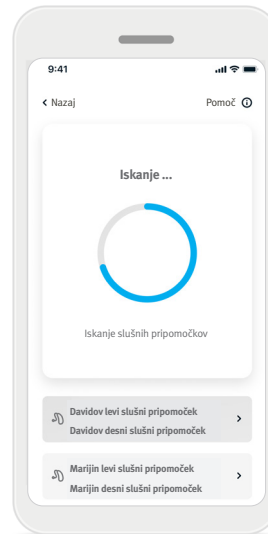 9:41
Nazaj
Pomoč
Iskanje ...
Iskanje slušnih pripomočkov
Davidov levi slušni pripomoček
Davidov desni slušni pripomoček
Marijin levi slušni pripomoček
Marijin desni slušni pripomoček